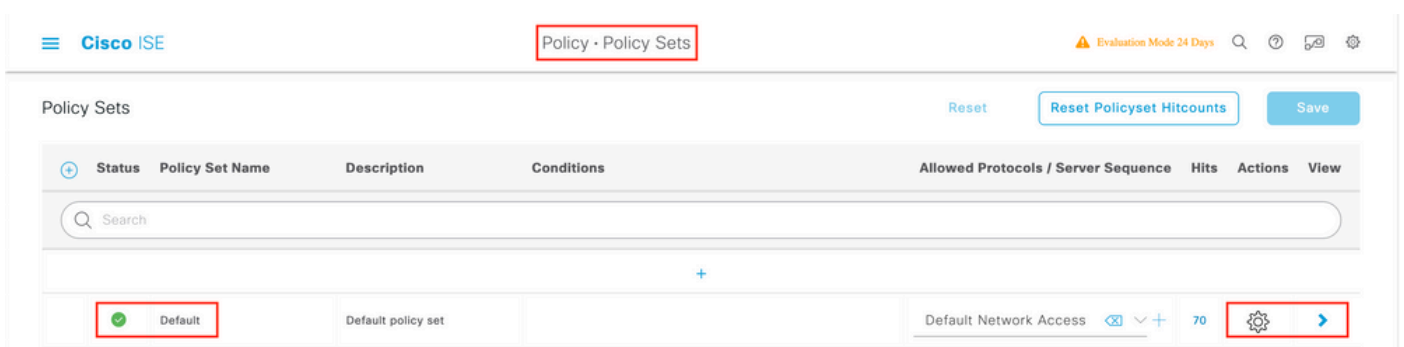 Cisco ISE Policy · Policy Sets Evaluation Mode 24 Days
Policy Sets Reset Reset Policyset Hitcounts Save
Status Policy Set Name Description Conditions Allowed Protocols / Server Sequence Hits Actions View
Search
+
Default Default policy set Default Network Access + 70